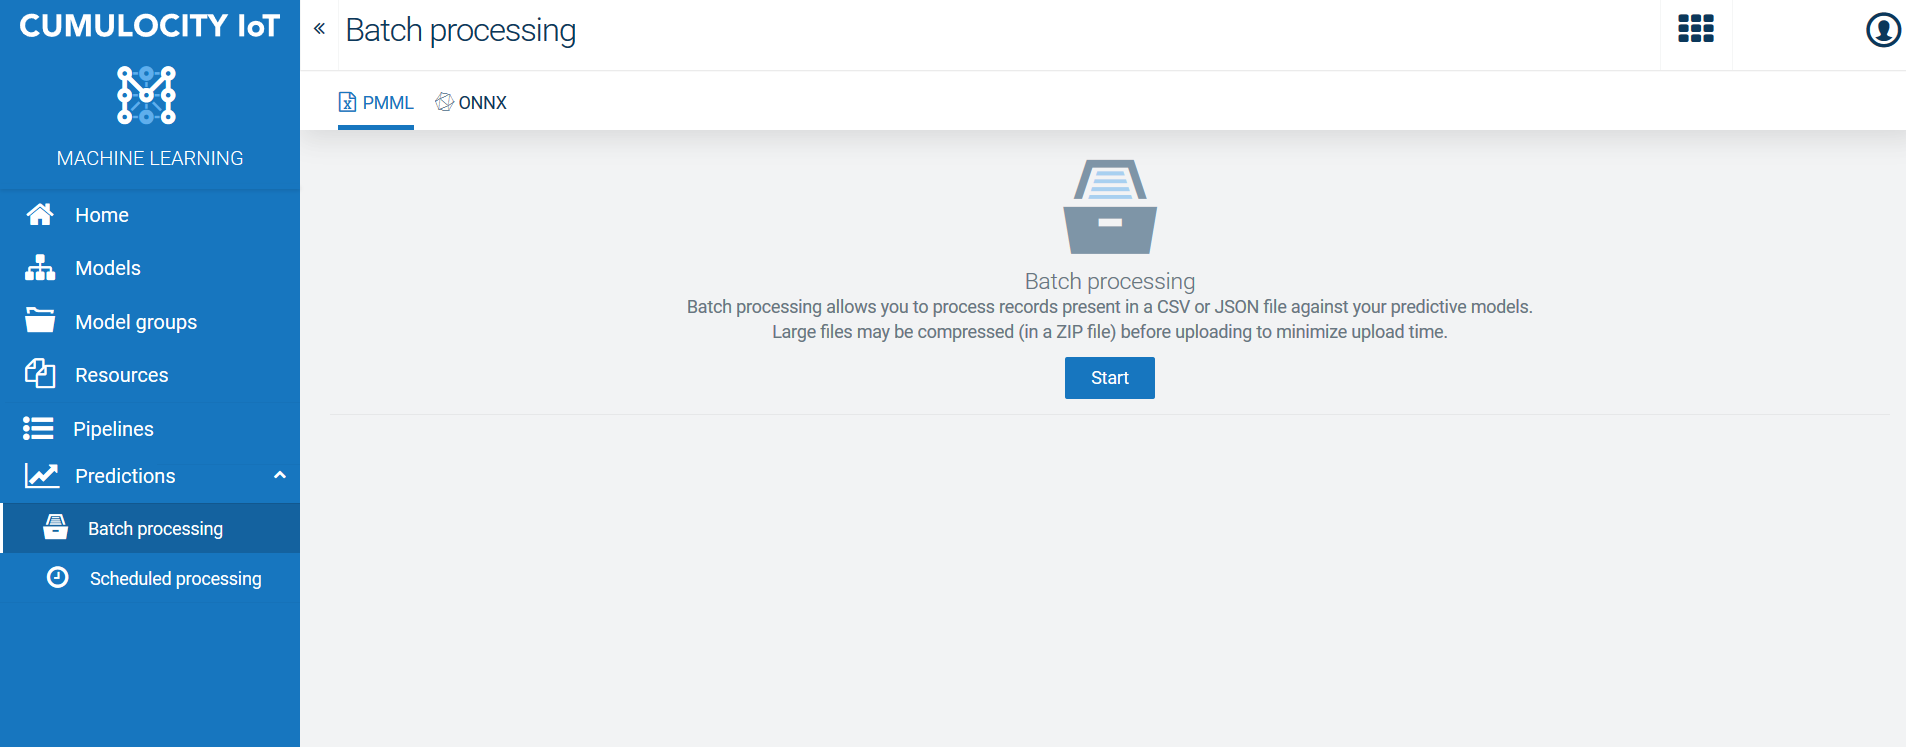 CUMULOCITY IoT
MACHINE LEARNING
Home
Models
Model groups
Resources
Pipelines
Predictions
Batch processing
Scheduled processing
Batch processing
PMML
ONNX
Batch processing
Batch processing allows you to process records present in a CSV or JSON file against your predictive models.
Large files may be compressed (in a ZIP file) before uploading to minimize upload time.
Start